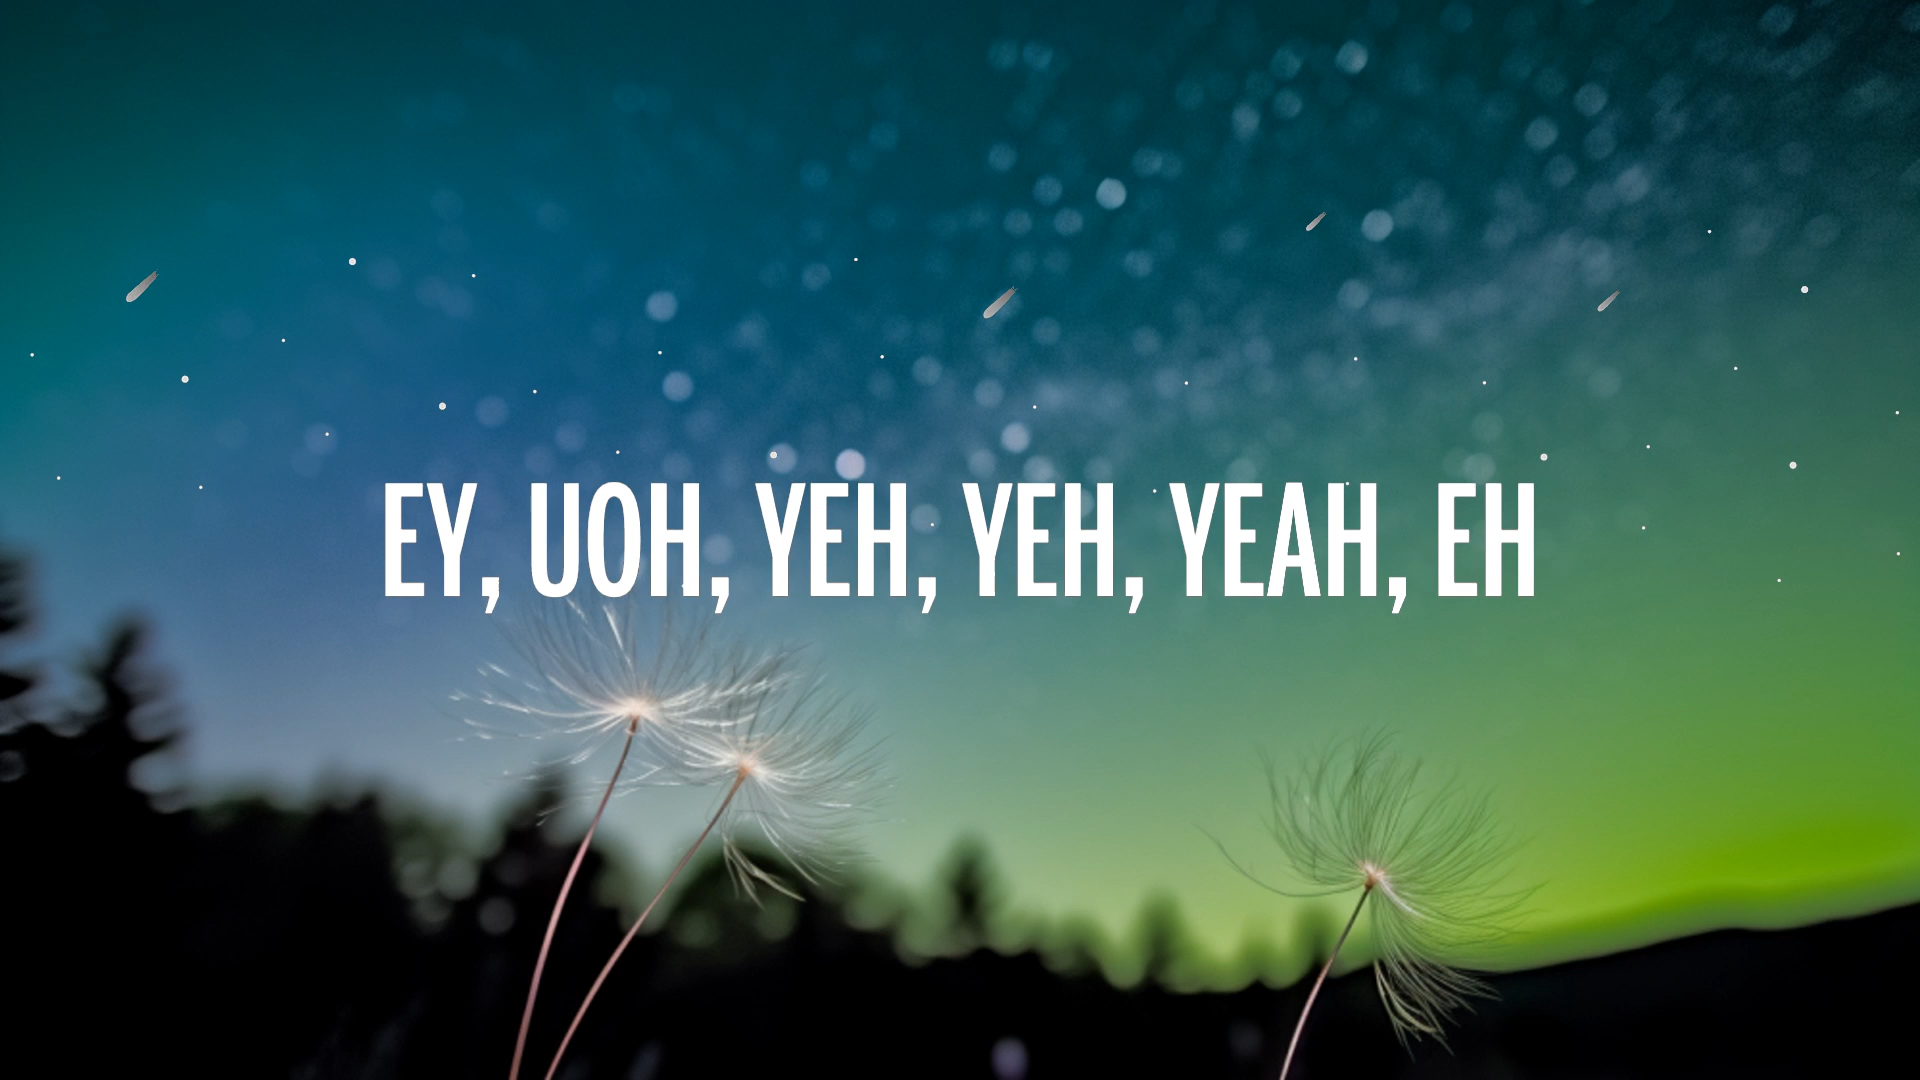 EY, UOH, YEH, YEH, YEAH, EH